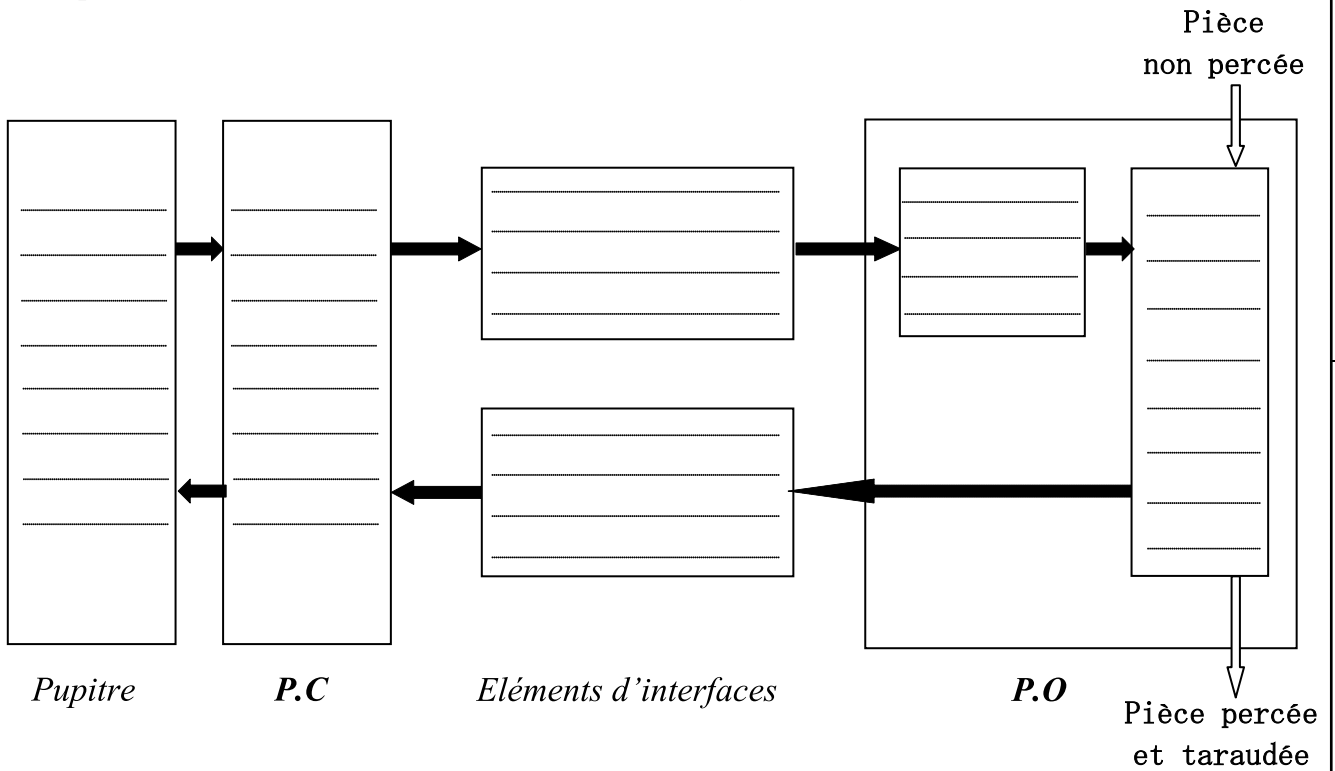 Pièce
non percée
Pupitre
P.C
Eléments d’interfaces
P.O
Pièce percée
et taraudée